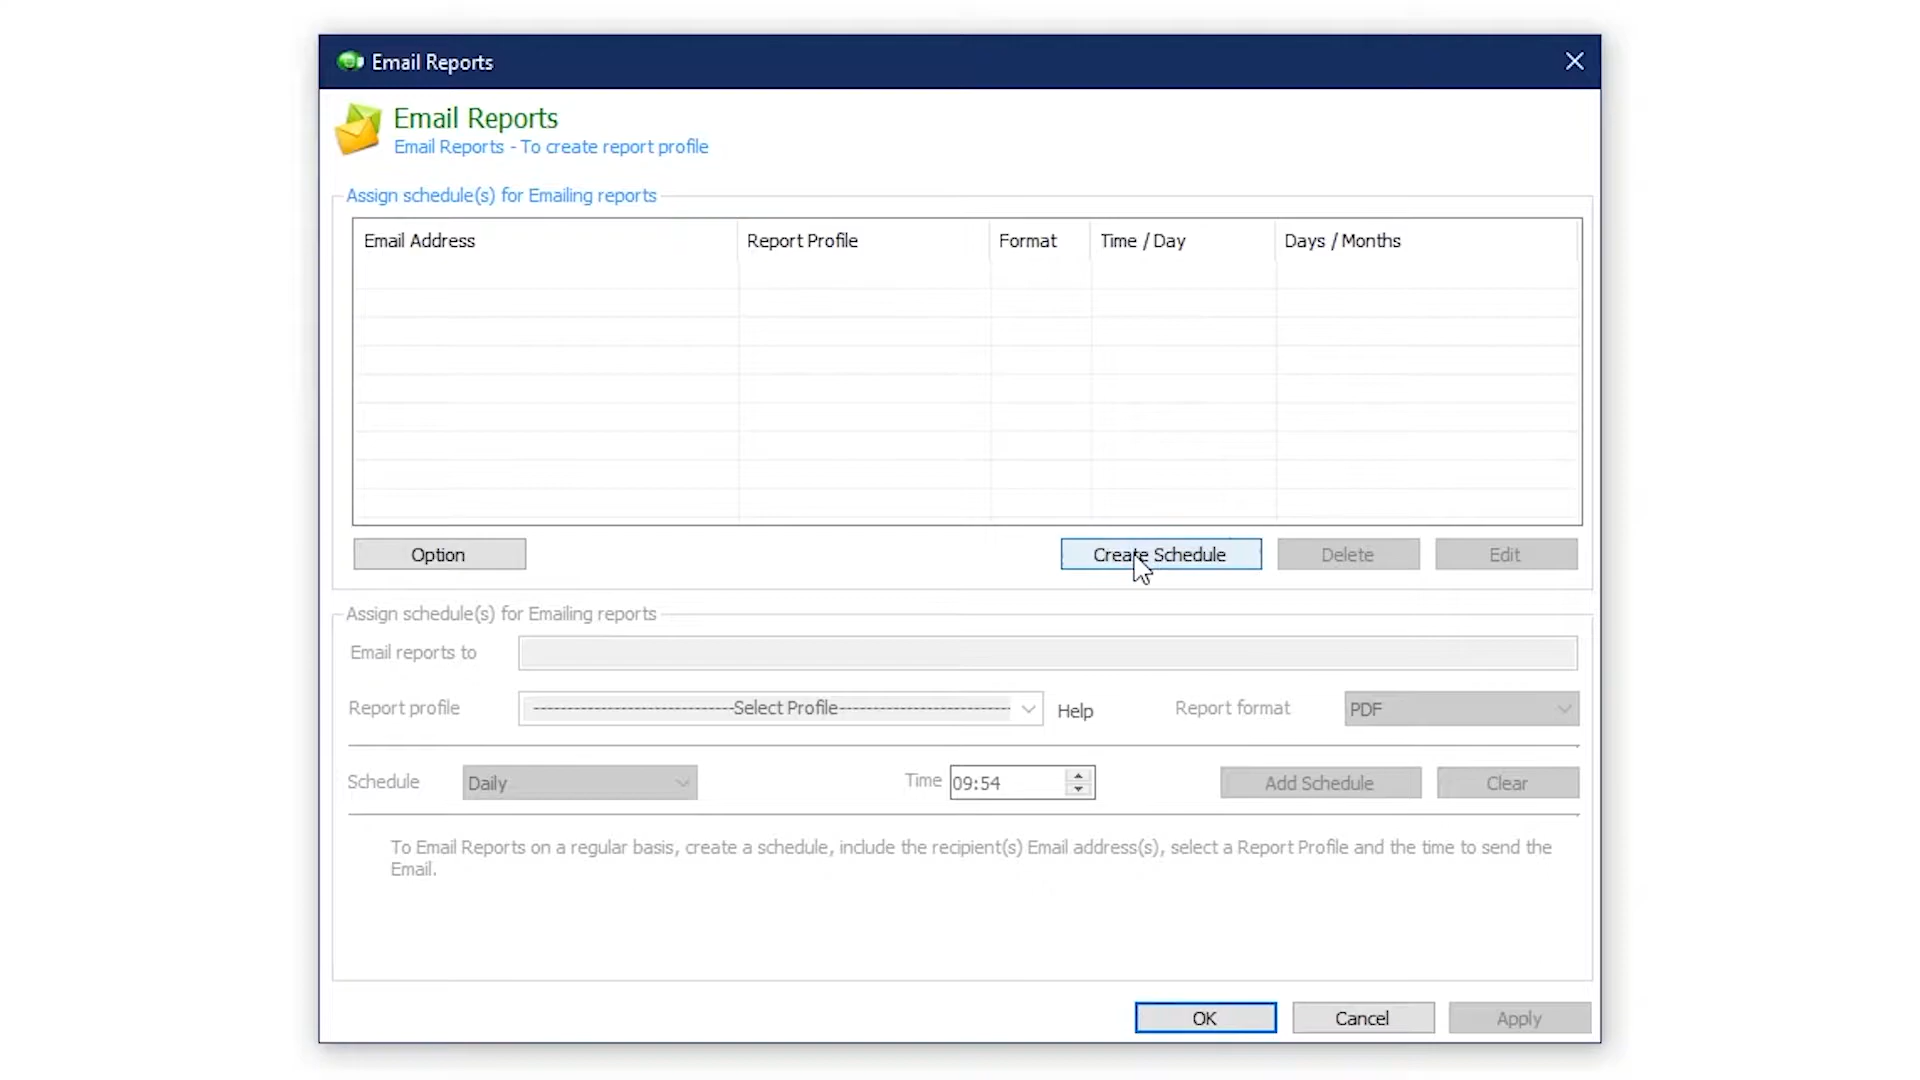 Email Reports
Email Reports
Email Reports - To create report profile
Assign schedule(s) for Emailing reports
Email Address Report Profile Format Time / Day Days / Months
Option Create Schedule Delete Edit
Assign schedule(s) for Emailing reports
Email reports to
Report profile ----------------------------Select Profile------------------------ Help Report format PDF
Schedule Daily Time 09:54 Add Schedule Clear
To Email Reports on a regular basis, create a schedule, include the recipient(s) Email address(s), select a Report Profile and the time to send the
Email.
OK Cancel Apply